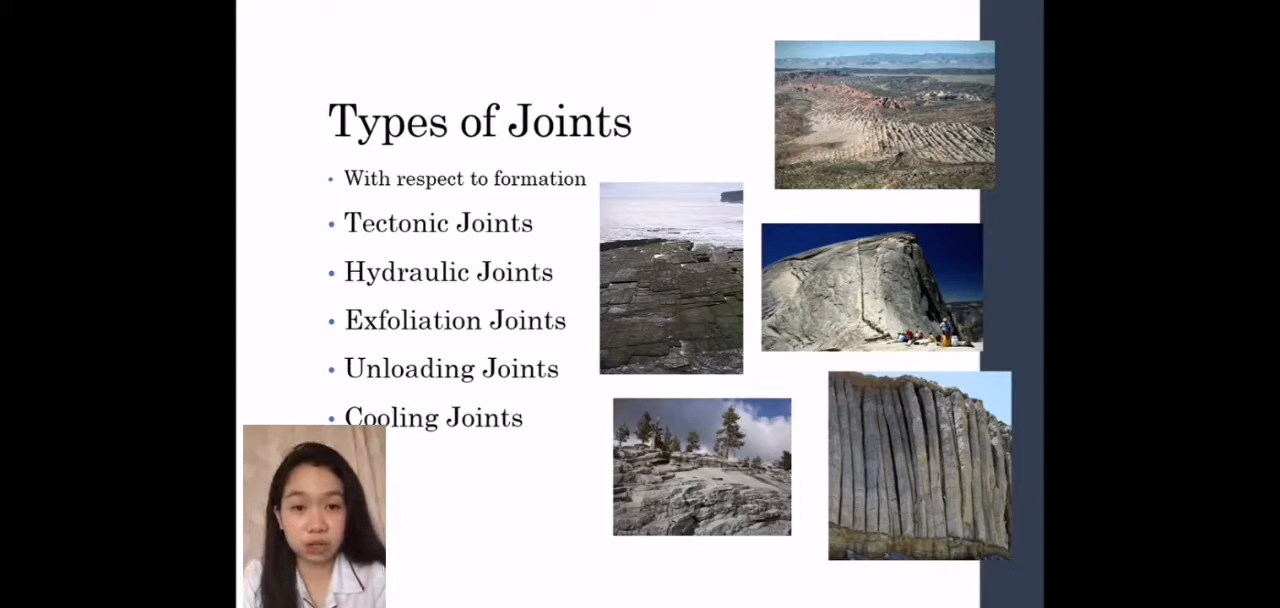 Types of Joints
With respect to formation
Tectonic Joints
Hydraulic Joints
Exfoliation Joints
Unloading Joints
Cooling Joints